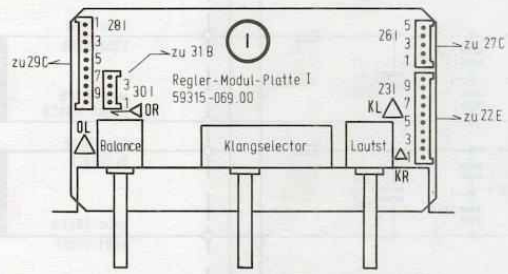 1 28I
3
5
7
9
zu 29C
zu 31B
3
30I
1
OR
OL
I
Regler-Modul-Platte I
59315-069.00
26I
5
3
1
zu 27C
23I
9
7
5
3
1
KL
zu 22E
KR
Balance
Klangselector
Lautst